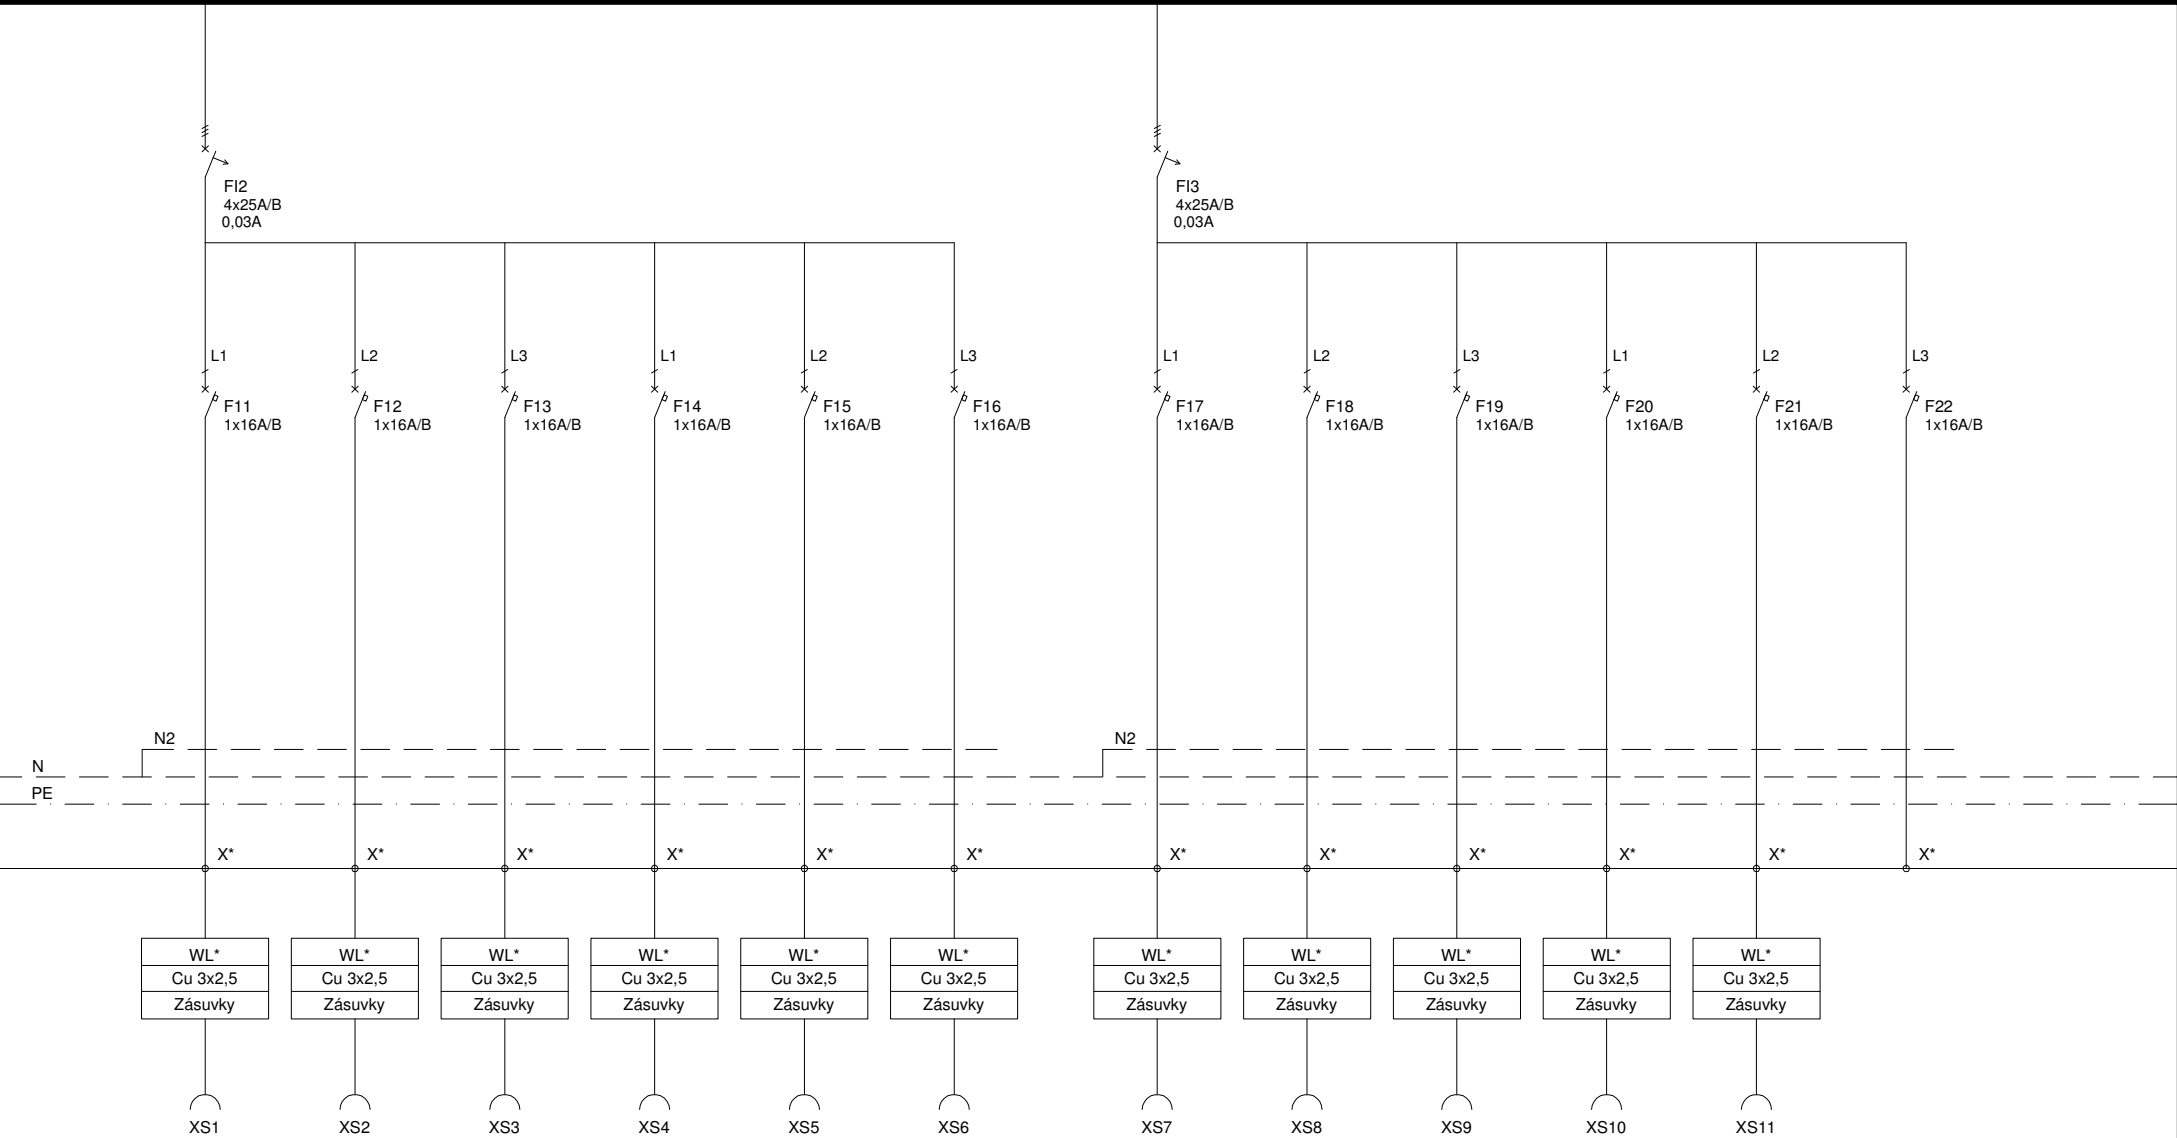 FI2
4x25A/B
0,03A
FI3
4x25A/B
0,03A
L1 L2 L3 L1 L2 L3 L1 L2 L3 L1 L2 L3
F11 F12 F13 F14 F15 F16 F17 F18 F19 F20 F21 F22
1x16A/B 1x16A/B 1x16A/B 1x16A/B 1x16A/B 1x16A/B 1x16A/B 1x16A/B 1x16A/B 1x16A/B 1x16A/B 1x16A/B
N2 N2
N
PE
X* X* X* X* X* X* X* X* X* X* X* X*
WL* WL* WL* WL* WL* WL* WL* WL* WL* WL* WL*
Cu 3x2,5 Cu 3x2,5 Cu 3x2,5 Cu 3x2,5 Cu 3x2,5 Cu 3x2,5 Cu 3x2,5 Cu 3x2,5 Cu 3x2,5 Cu 3x2,5 Cu 3x2,5
Zásuvky Zásuvky Zásuvky Zásuvky Zásuvky Zásuvky Zásuvky Zásuvky Zásuvky Zásuvky Zásuvky
XS1 XS2 XS3 XS4 XS5 XS6 XS7 XS8 XS9 XS10 XS11